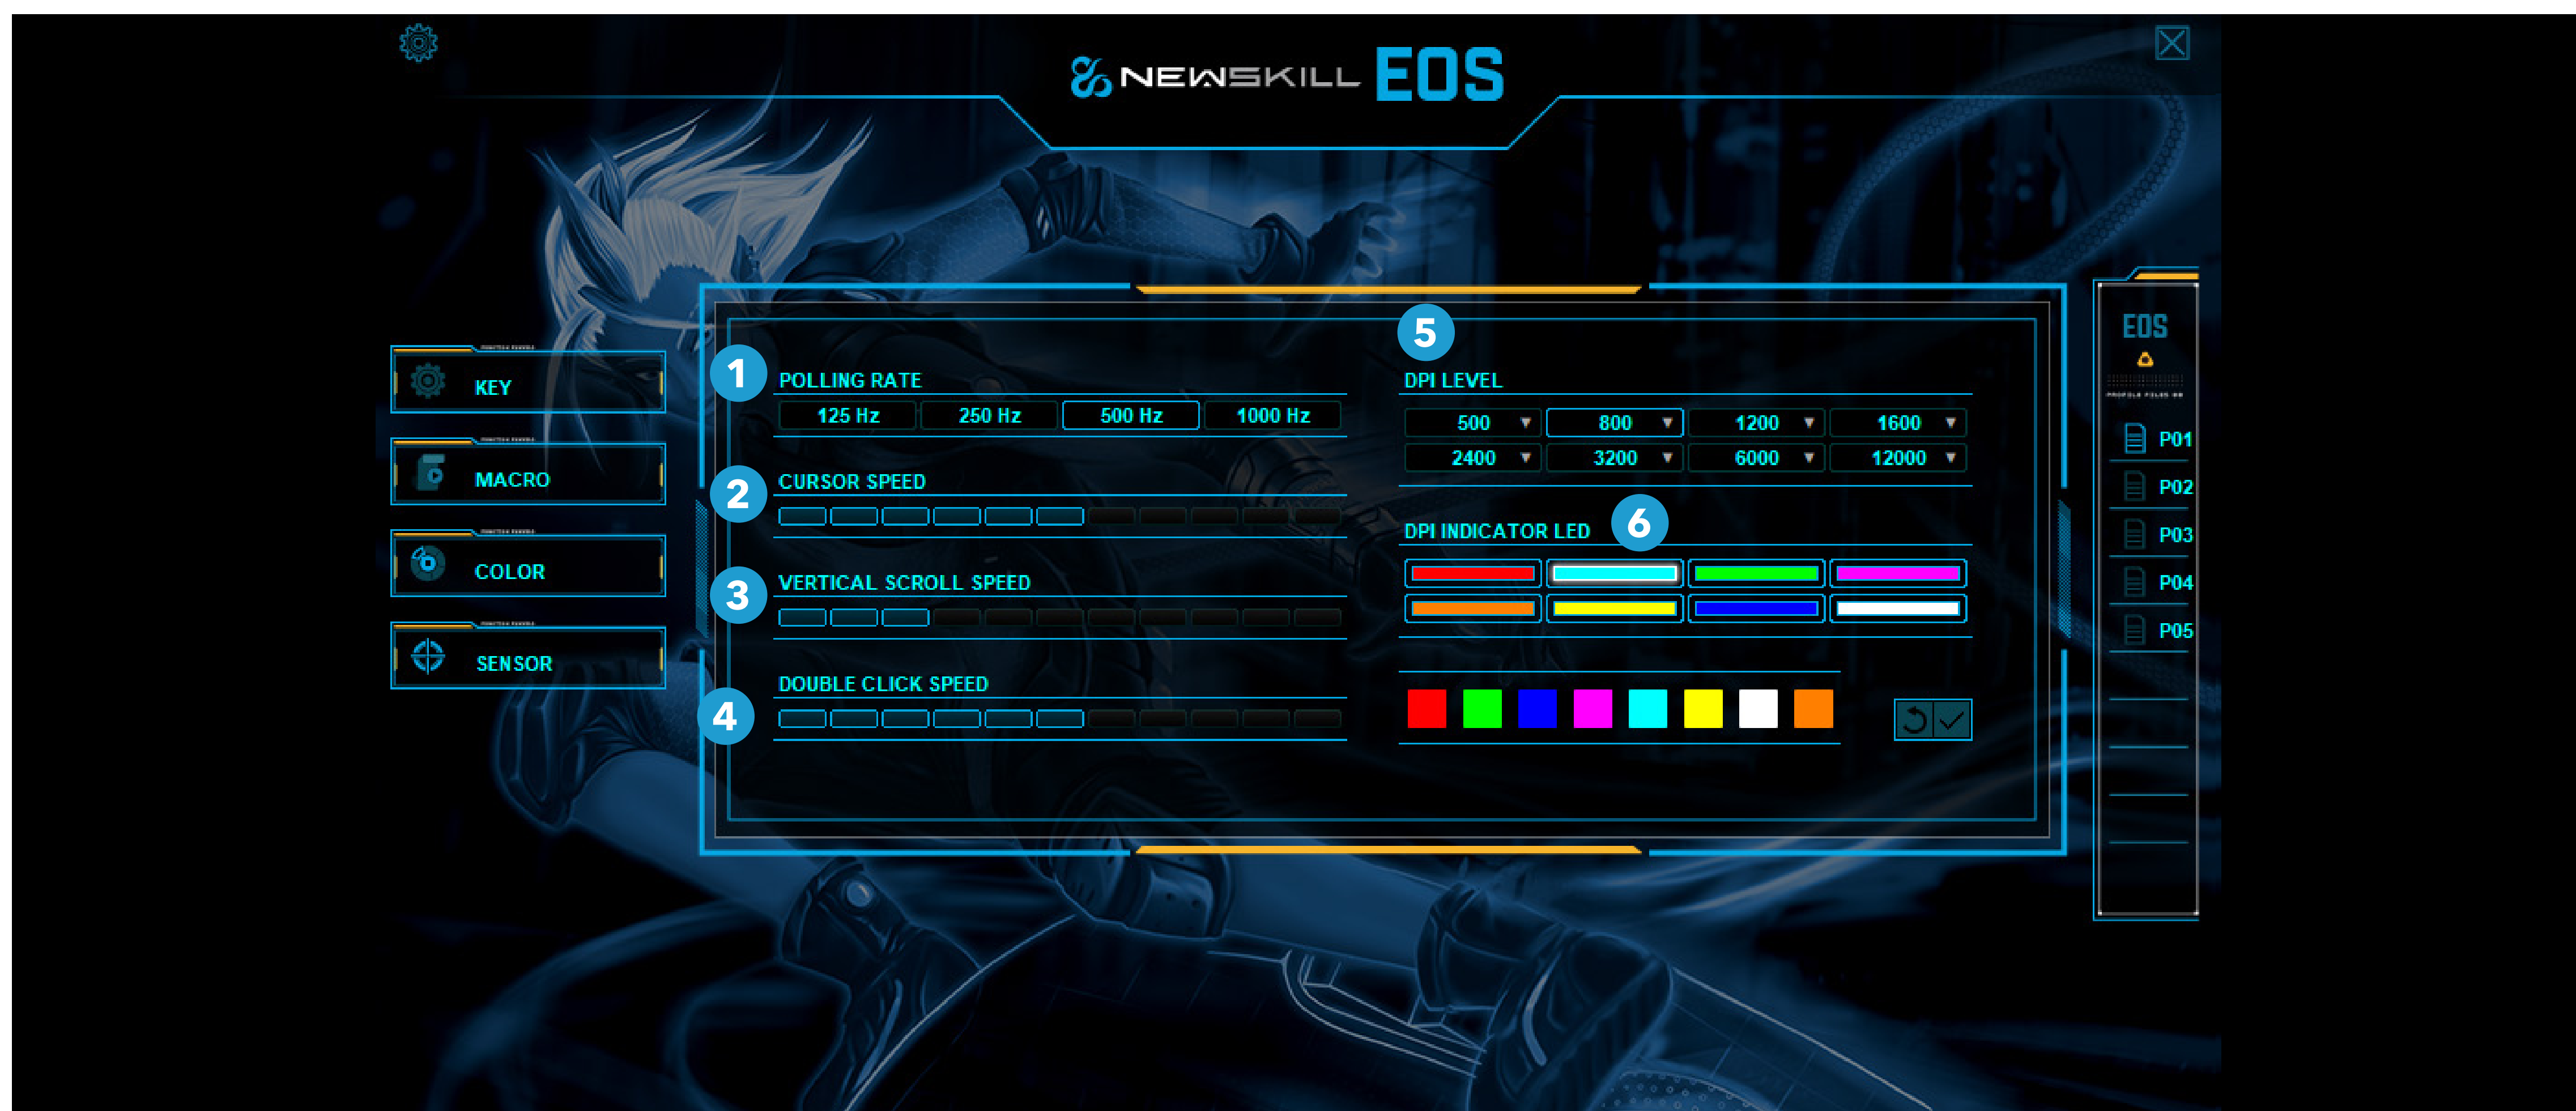 NEWSKILL EOS
KEY
MACRO
COLOR
SENSOR
1
POLLING RATE
125 Hz 250 Hz 500 Hz 1000 Hz
2
CURSOR SPEED
3
VERTICAL SCROLL SPEED
4
DOUBLE CLICK SPEED
5
DPI LEVEL
500 800 1200 1600
2400 3200 6000 12000
DPI INDICATOR LED 6
EOS
P01
P02
P03
P04
P05